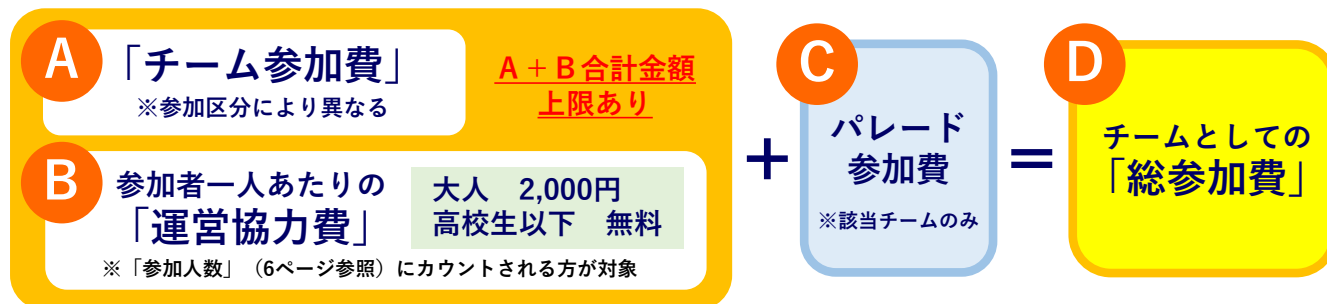 A
「チーム参加費」
※参加区分により異なる
A+B合計金額
上限あり
B
参加者一人あたりの
「運営協力費」
大人 2,000円
高校生以下 無料
※「参加人数」(6ページ参照)にカウントされる方が対象
+
C
パレード
参加費
※該当チームのみ
=
D
チームとしての
「総参加費」